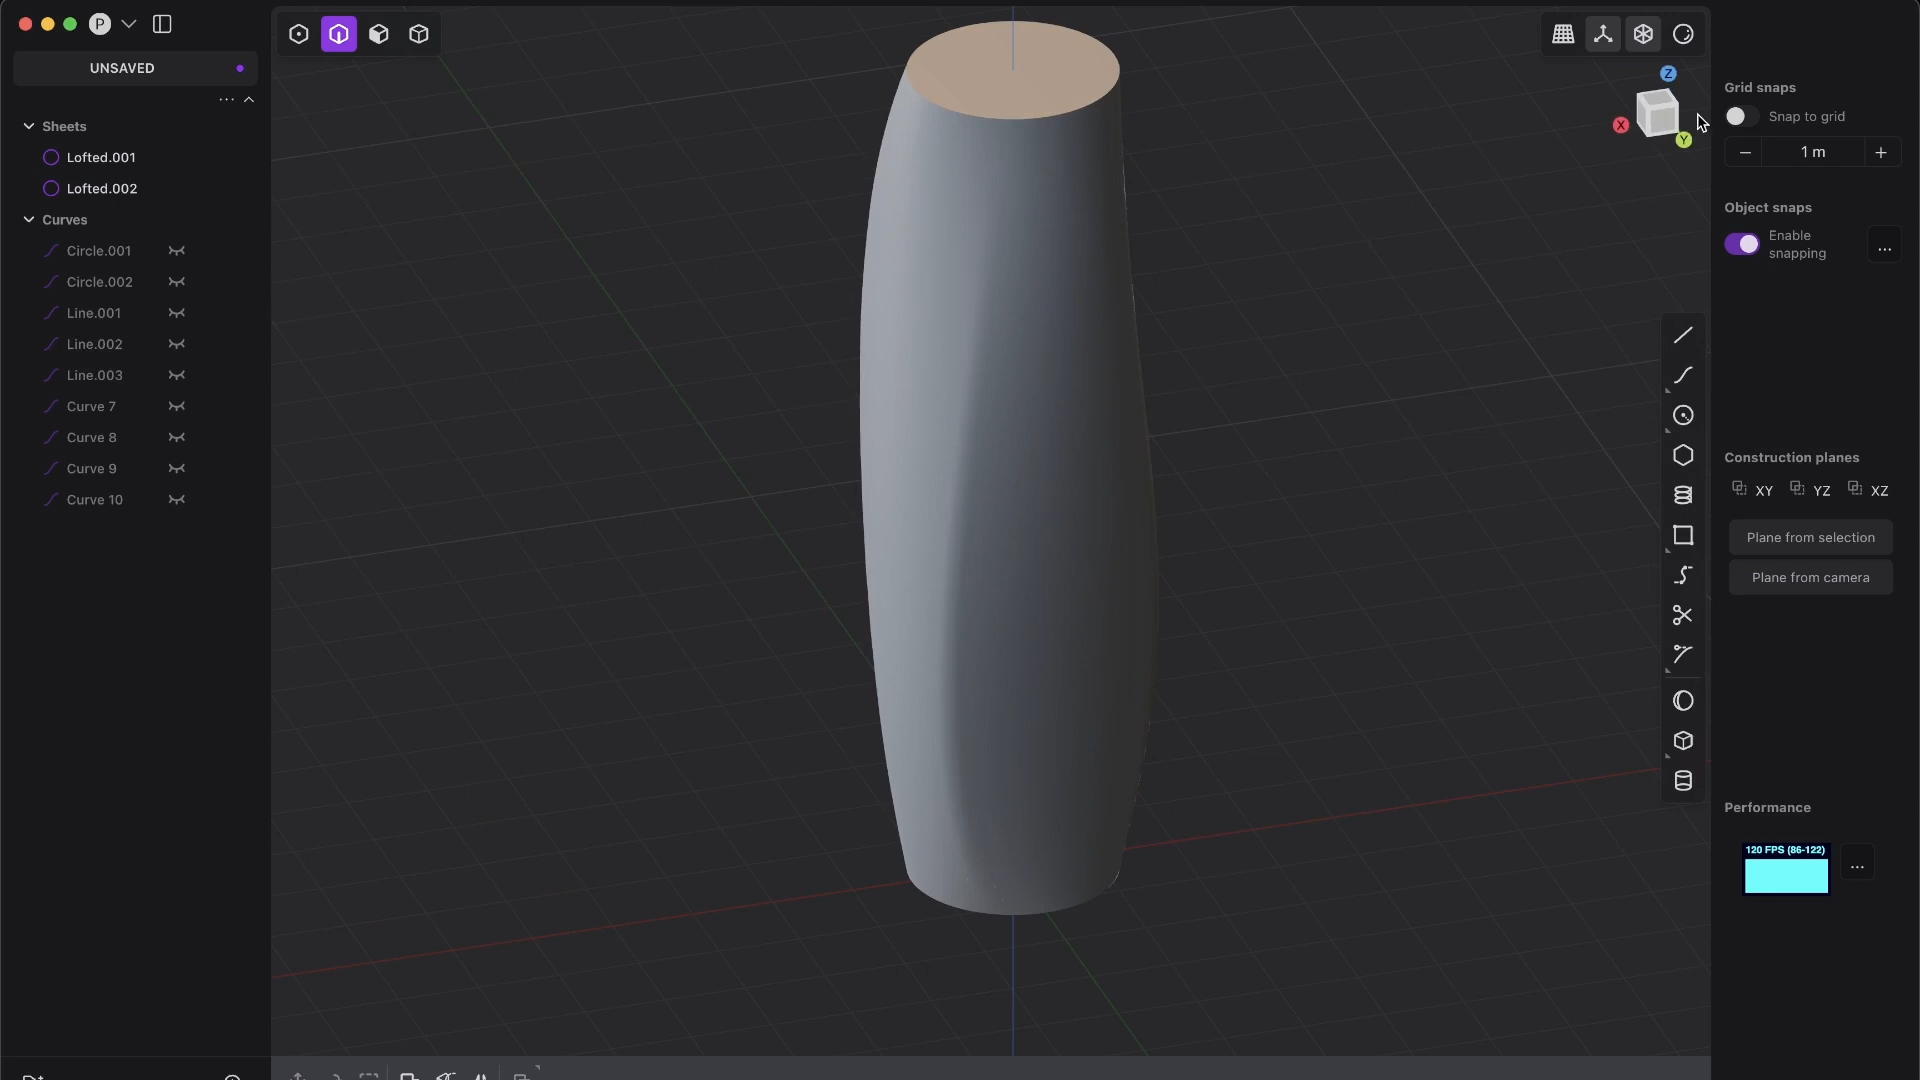 P
UNSAVED
Sheets
Lofted.001
Lofted.002
Curves
Circle.001
Circle.002
Line.001
Line.002
Line.003
Curve 7
Curve 8
Curve 9
Curve 10
Z
X
Y
Grid snaps
Snap to grid
1 m
Object snaps
Enable
snapping
Construction planes
XY YZ XZ
Plane from selection
Plane from camera
Performance
120 FPS (86-122)